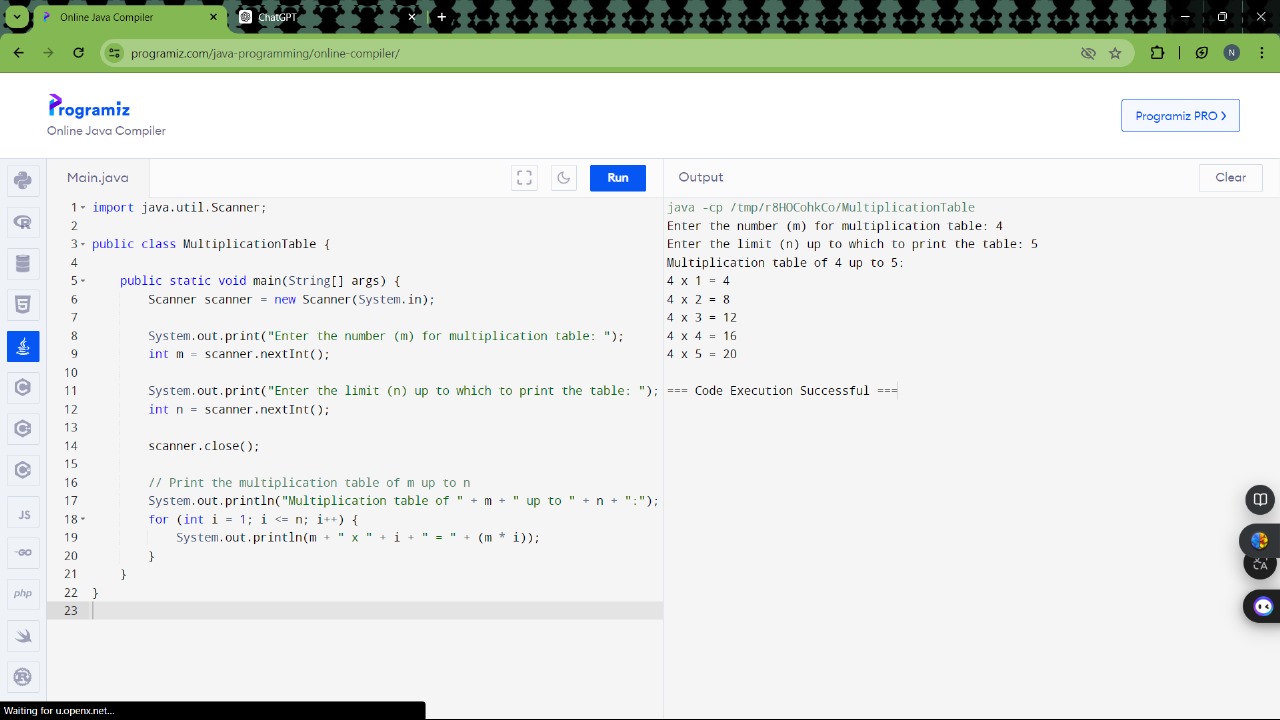 Online Java Compiler
ChatGPT
programiz.com/java-programming/online-compiler/
N
Programiz
Online Java Compiler
Programiz PRO
Main.java
Run
Output
Clear
1 import java.util.Scanner;
2
3 public class MultiplicationTable {
4
5 public static void main(String[] args) {
6 Scanner scanner = new Scanner(System.in);
7
8 System.out.print("Enter the number (m) for multiplication table: ");
9 int m = scanner.nextInt();
10
11 System.out.print("Enter the limit (n) up to which to print the table: ");
12 int n = scanner.nextInt();
13
14 scanner.close();
15
16 // Print the multiplication table of m up to n
17 System.out.println("Multiplication table of " + m + " up to " + n + ":");
18 for (int i = 1; i <= n; i++) {
19 System.out.println(m + " x " + i + " = " + (m * i));
20 }
21 }
22 }
23
java -cp /tmp/r8HOCohkCo/MultiplicationTable
Enter the number (m) for multiplication table: 4
Enter the limit (n) up to which to print the table: 5
Multiplication table of 4 up to 5:
4 x 1 = 4
4 x 2 = 8
4 x 3 = 12
4 x 4 = 16
4 x 5 = 20
=== Code Execution Successful ===
JS
GO
php
Waiting for u.openx.net...